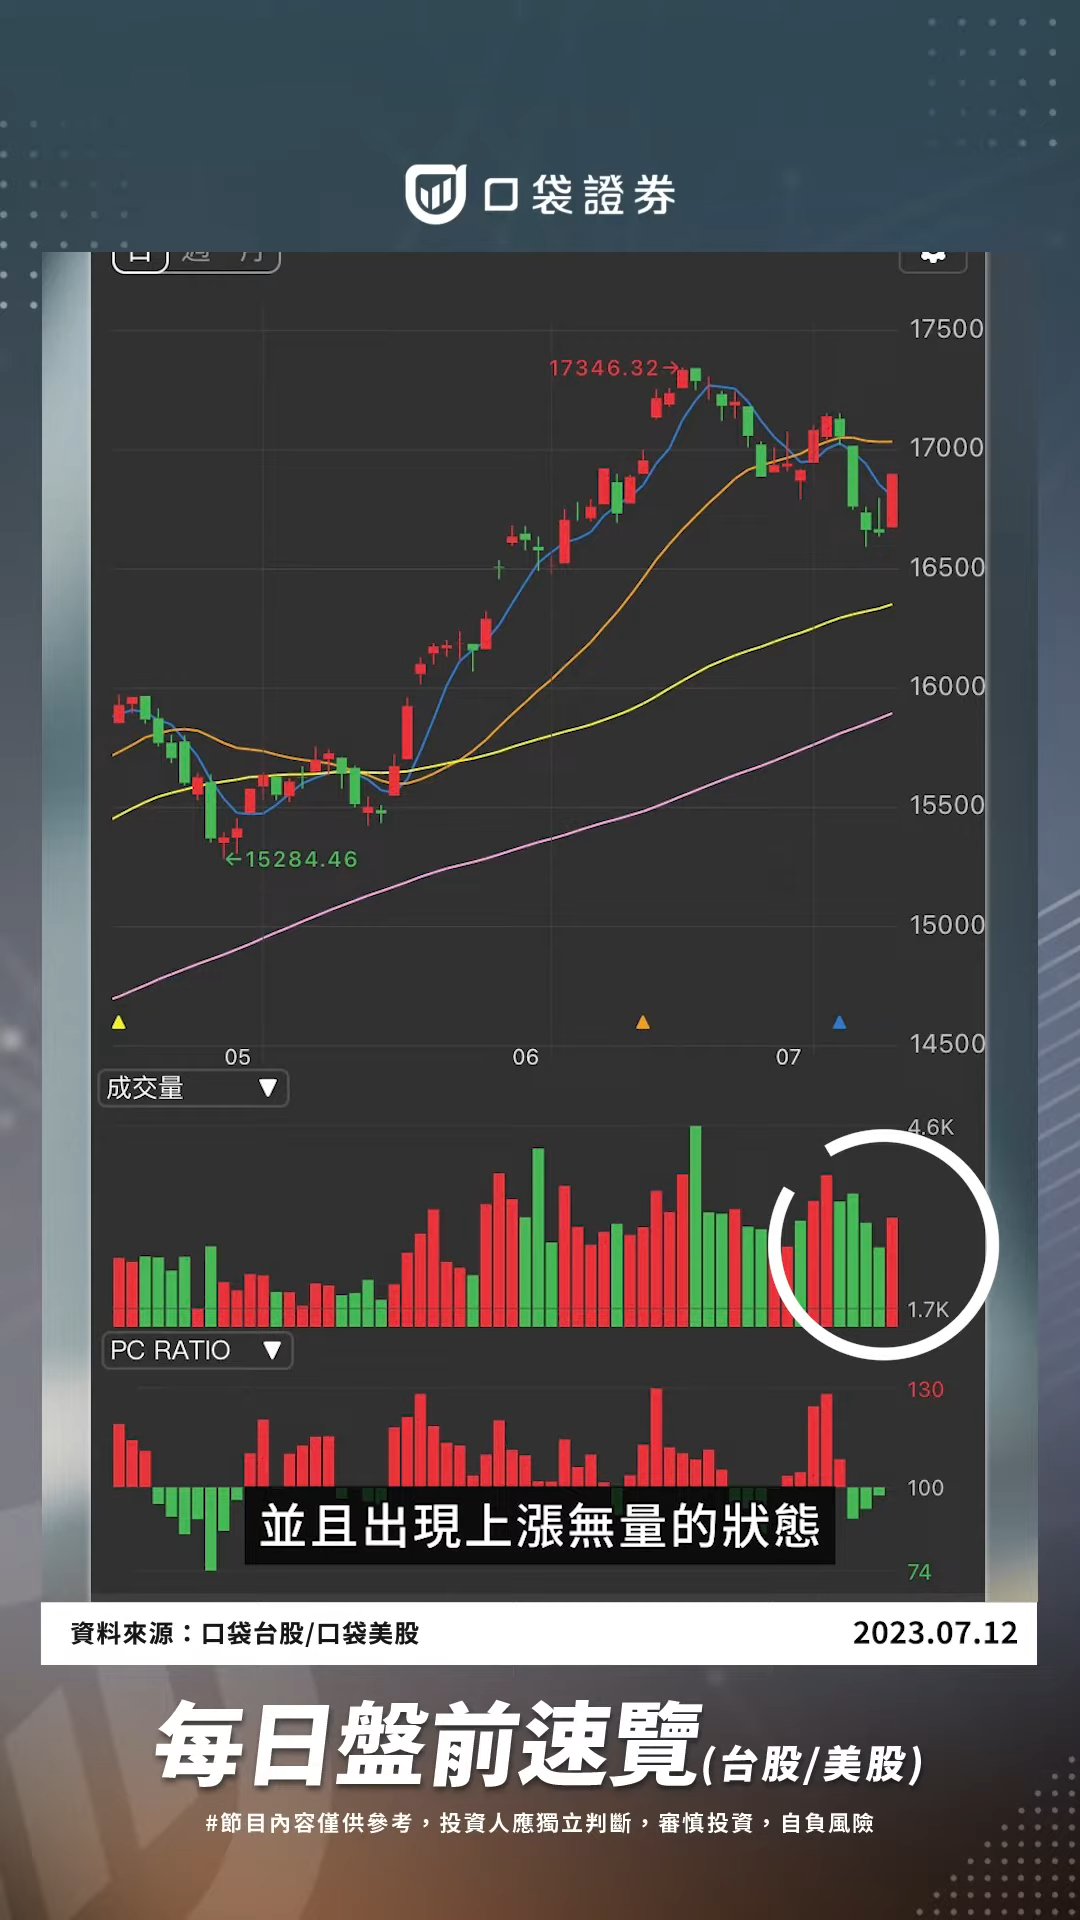 口袋證券
日 週 月
17500
17346.32→
17000
16500
16000
15500
←15284.46
15000
14500
05 06 07
成交量 ▼
4.6K
1.7K
PC RATIO ▼
130
100
74
並且出現上漲無量的狀態
資料來源：口袋台股/口袋美股 2023.07.12
每日盤前速覽(台股/美股)
#節目內容僅供參考，投資人應獨立判斷，審慎投資，自負風險